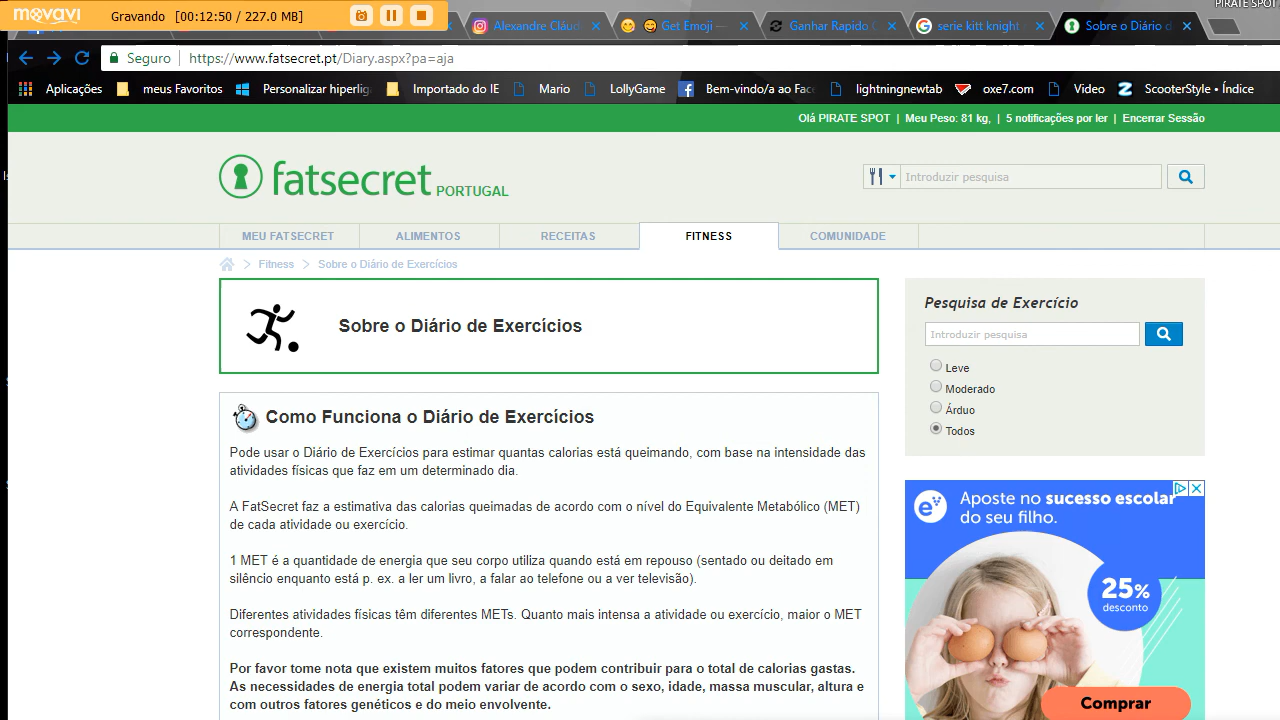 PIRATE SPOT
movavi
Gravando [00:12:50 / 227.0 MB]
Alexandre Cláud
Get Emoji —
Ganhar Rapido
serie kitt knight
Sobre o Diário d
Seguro
https://www.fatsecret.pt/Diary.aspx?pa=aja
Aplicações
meus Favoritos
Personalizar hiperlig
Importado do IE
Mario
LollyGame
Bem-vindo/a ao Fac
lightningnewtab
oxe7.com
Video
ScooterStyle • Índice
Olá PIRATE SPOT | Meu Peso: 81 kg, | 5 notificações por ler | Encerrar Sessão
fatsecret PORTUGAL
Introduzir pesquisa
MEU FATSECRET
ALIMENTOS
RECEITAS
FITNESS
COMUNIDADE
Fitness > Sobre o Diário de Exercícios
Sobre o Diário de Exercícios
Como Funciona o Diário de Exercícios
Pode usar o Diário de Exercícios para estimar quantas calorias está queimando, com base na intensidade das
atividades físicas que faz em um determinado dia.
A FatSecret faz a estimativa das calorias queimadas de acordo com o nível do Equivalente Metabólico (MET)
de cada atividade ou exercício.
1 MET é a quantidade de energia que seu corpo utiliza quando está em repouso (sentado ou deitado em
silêncio enquanto está p. ex. a ler um livro, a falar ao telefone ou a ver televisão).
Diferentes atividades físicas têm diferentes METs. Quanto mais intensa a atividade ou exercício, maior o MET
correspondente.
Por favor tome nota que existem muitos fatores que podem contribuir para o total de calorias gastas.
As necessidades de energia total podem variar de acordo com o sexo, idade, massa muscular, altura e
com outros fatores genéticos e do meio envolvente.
Pesquisa de Exercício
Introduzir pesquisa
Leve
Moderado
Árduo
Todos
Aposte no sucesso escolar
do seu filho.
25%
desconto
Comprar